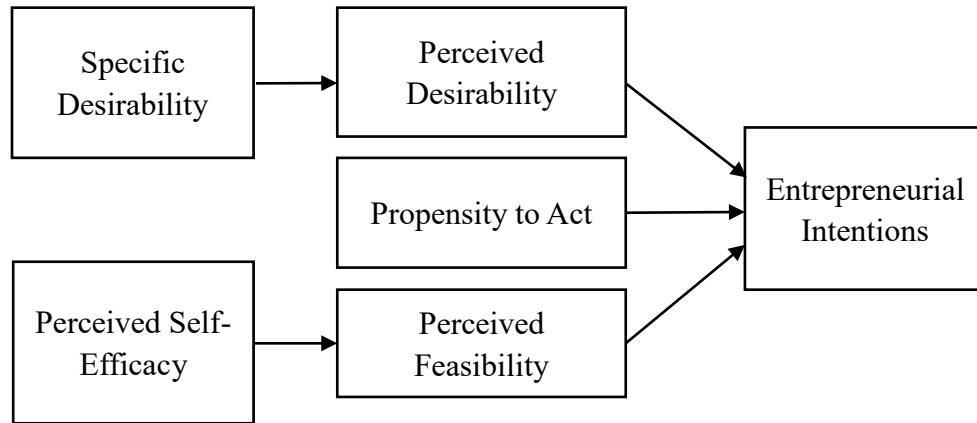 Specific
Desirability
Perceived
Desirability
Propensity to Act
Entrepreneurial
Intentions
Perceived Self-
Efficacy
Perceived
Feasibility